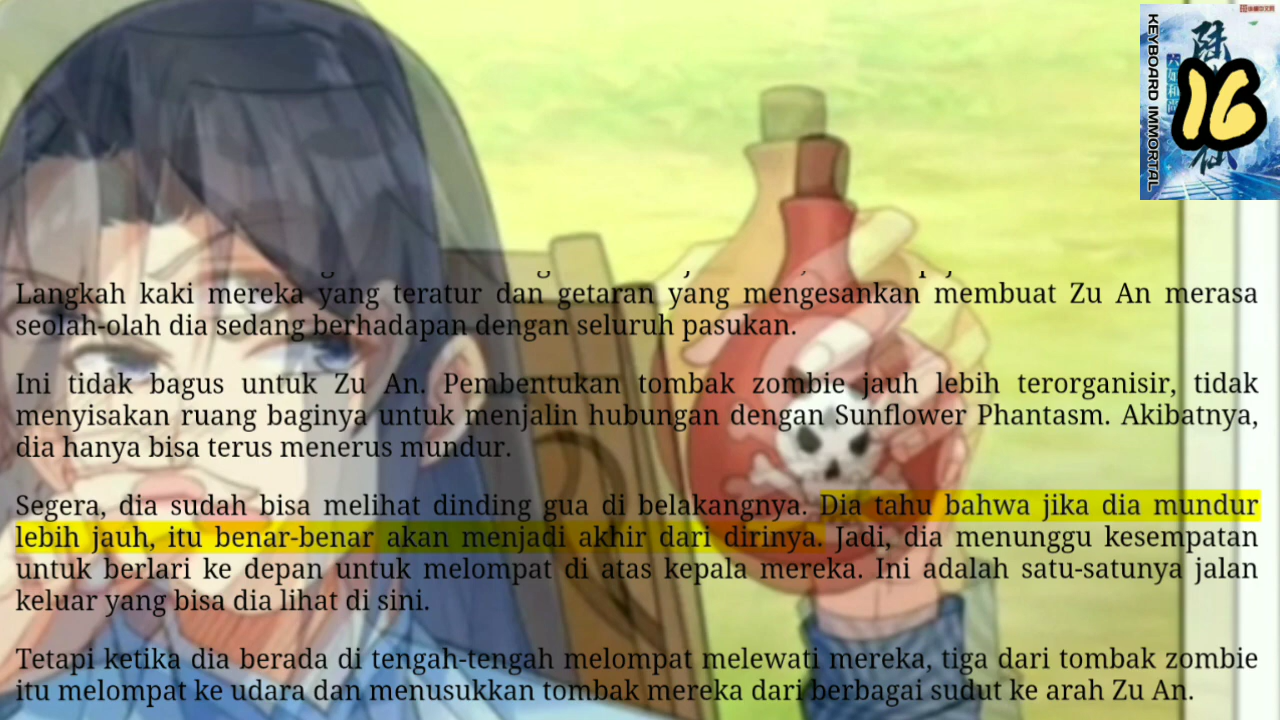 KEYBOARD IMMORTAL
16
Langkah kaki mereka yang teratur dan getaran yang mengesankan membuat Zu An merasa
seolah-olah dia sedang berhadapan dengan seluruh pasukan.
Ini tidak bagus untuk Zu An. Pembentukan tombak zombie jauh lebih terorganisir, tidak
menyisakan ruang baginya untuk menjalin hubungan dengan Sunflower Phantasm. Akibatnya,
dia hanya bisa terus menerus mundur.
Segera, dia sudah bisa melihat dinding gua di belakangnya. Dia tahu bahwa jika dia mundur
lebih jauh, itu benar-benar akan menjadi akhir dari dirinya. Jadi, dia menunggu kesempatan
untuk berlari ke depan untuk melompat di atas kepala mereka. Ini adalah satu-satunya jalan
keluar yang bisa dia lihat di sini.
Tetapi ketika dia berada di tengah-tengah melompat melewati mereka, tiga dari tombak zombie
itu melompat ke udara dan menusukkan tombak mereka dari berbagai sudut ke arah Zu An.